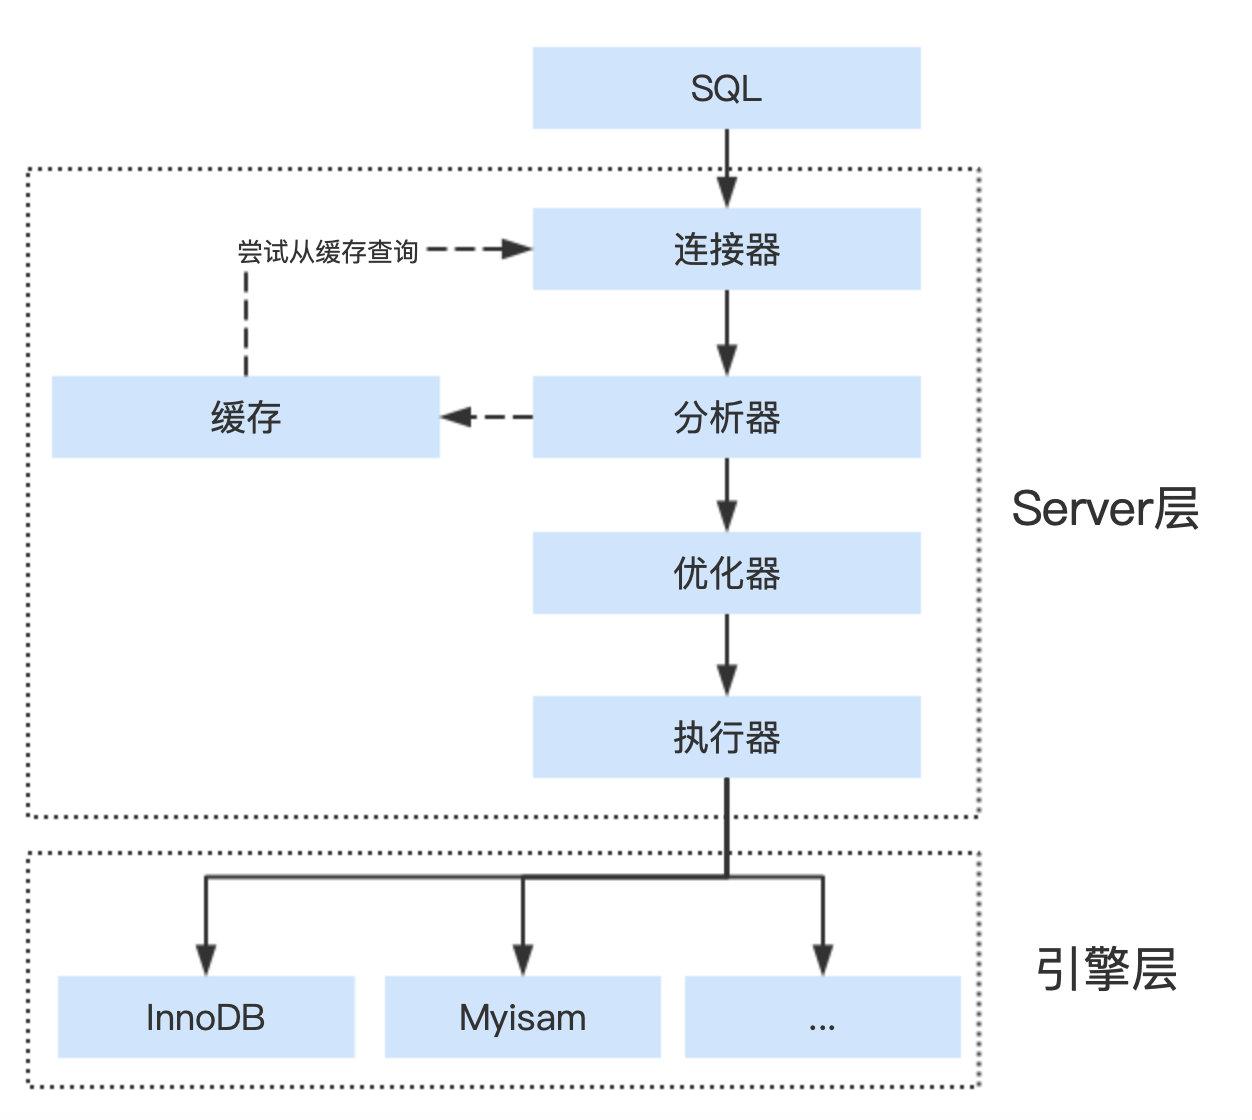 SQL
尝试从缓存查询
连接器
缓存
分析器
Server层
优化器
执行器
引擎层
InnoDB
Myisam
...